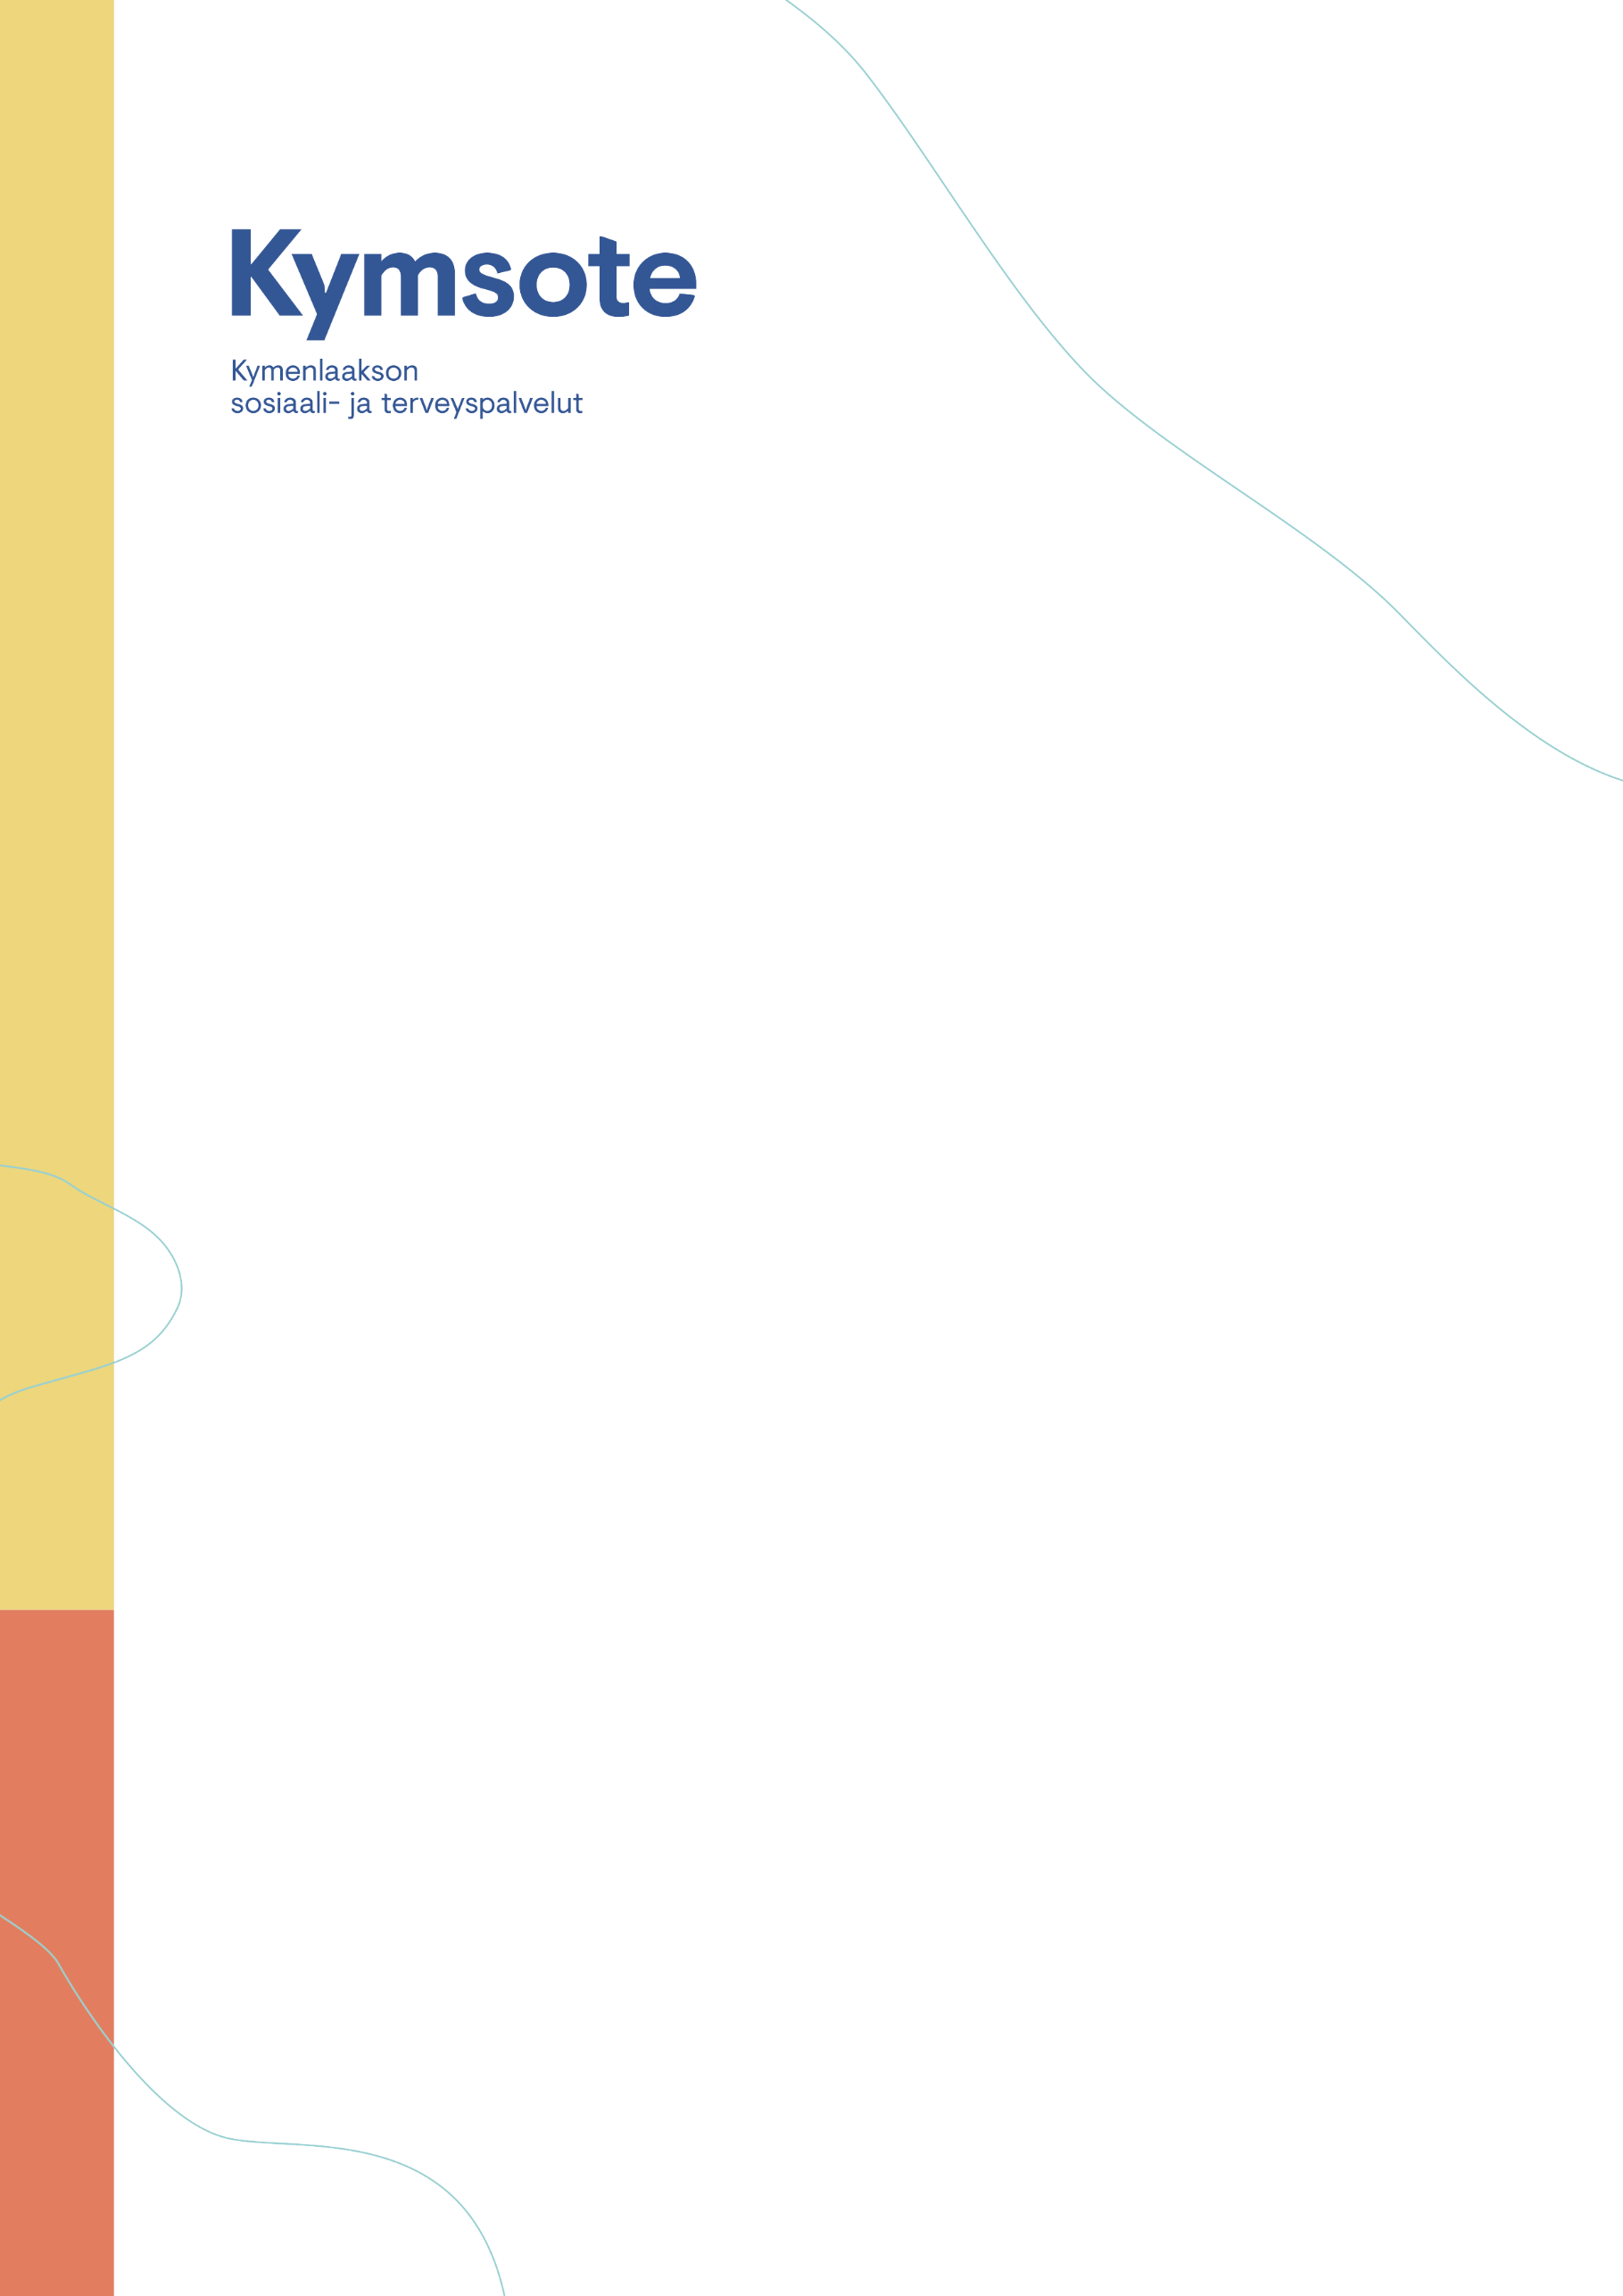 Kymsote
Kymenlaakson
sosiaali- ja terveyspalvelut